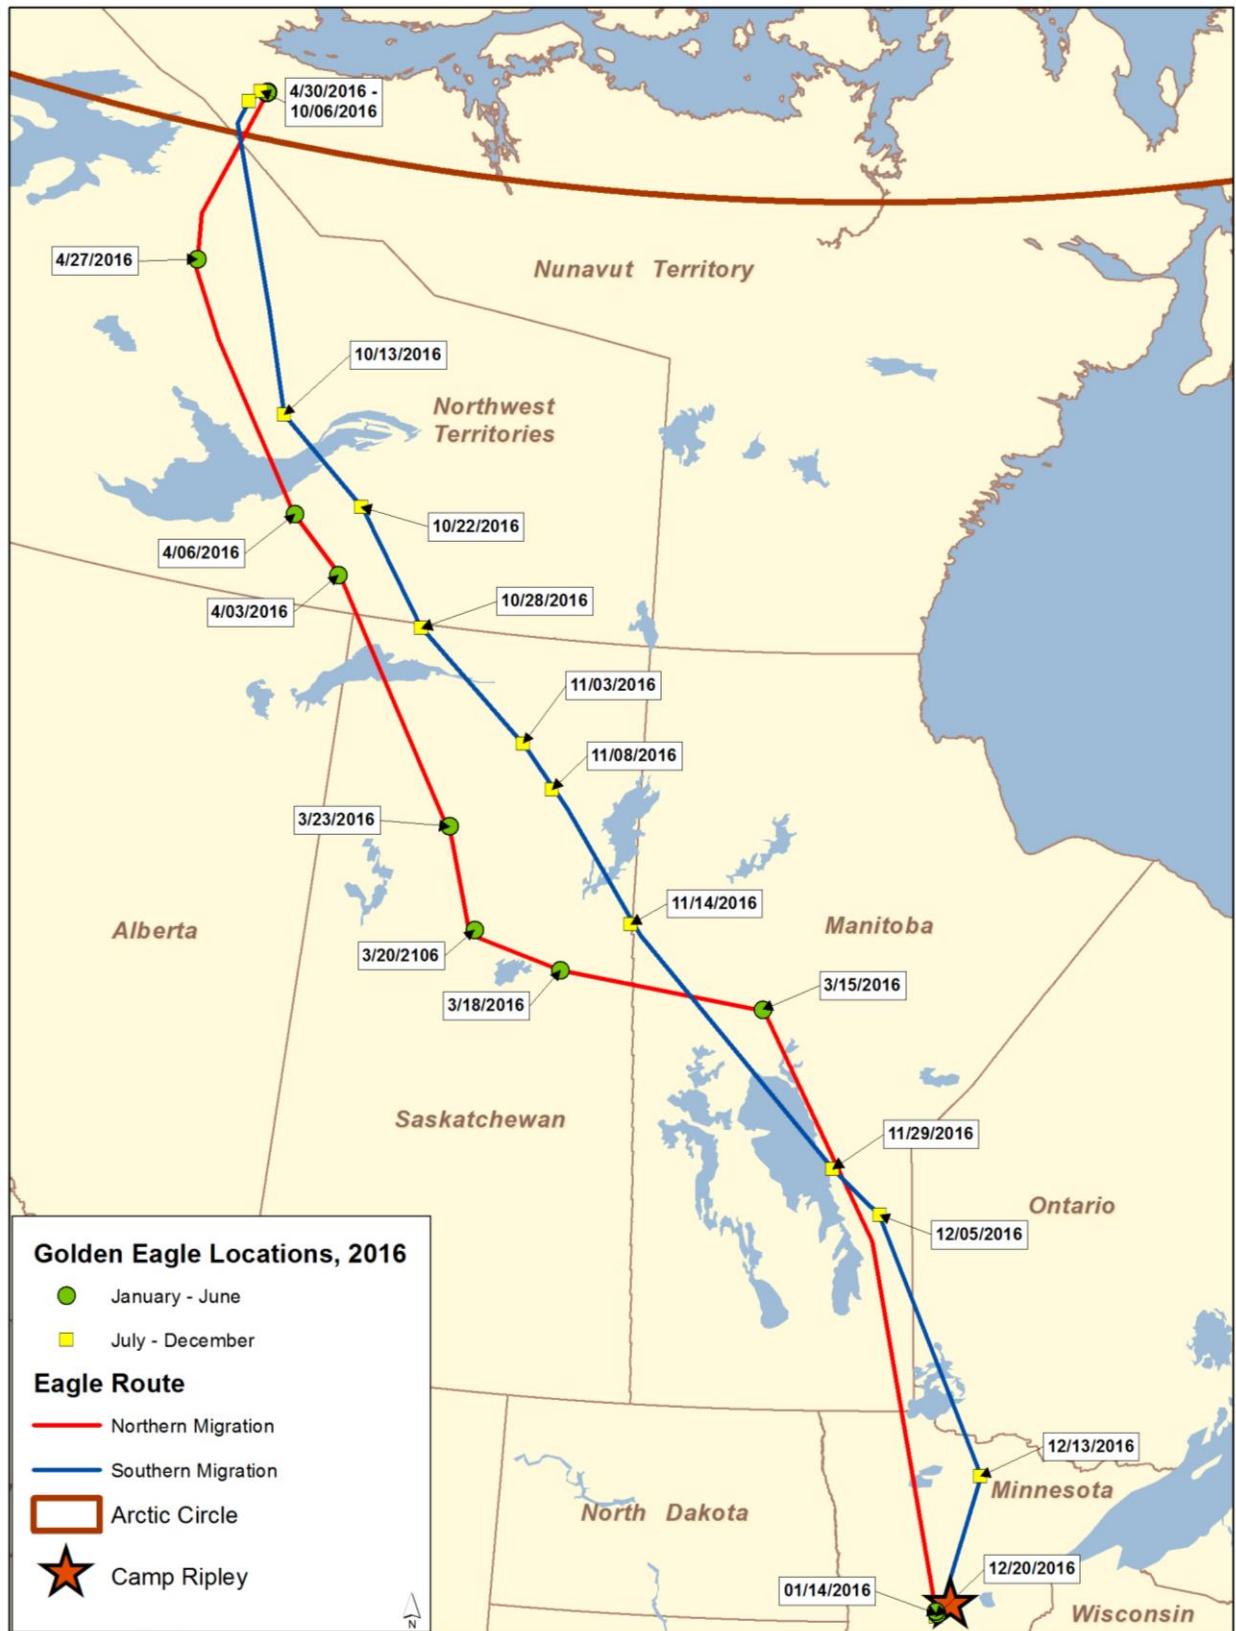 4/30/2016 -
10/06/2016
4/27/2016
Nunavut Territory
10/13/2016
Northwest
Territories
10/22/2016
4/06/2016
10/28/2016
4/03/2016
11/03/2016
11/08/2016
3/23/2016
11/14/2016
Alberta
Manitoba
3/20/2106
3/15/2016
3/18/2016
Saskatchewan
11/29/2016
Ontario
12/05/2016
Golden Eagle Locations, 2016
January - June
July - December
Eagle Route
Northern Migration
Southern Migration
Arctic Circle
Camp Ripley
N
12/13/2016
Minnesota
North Dakota
12/20/2016
01/14/2016
Wisconsin